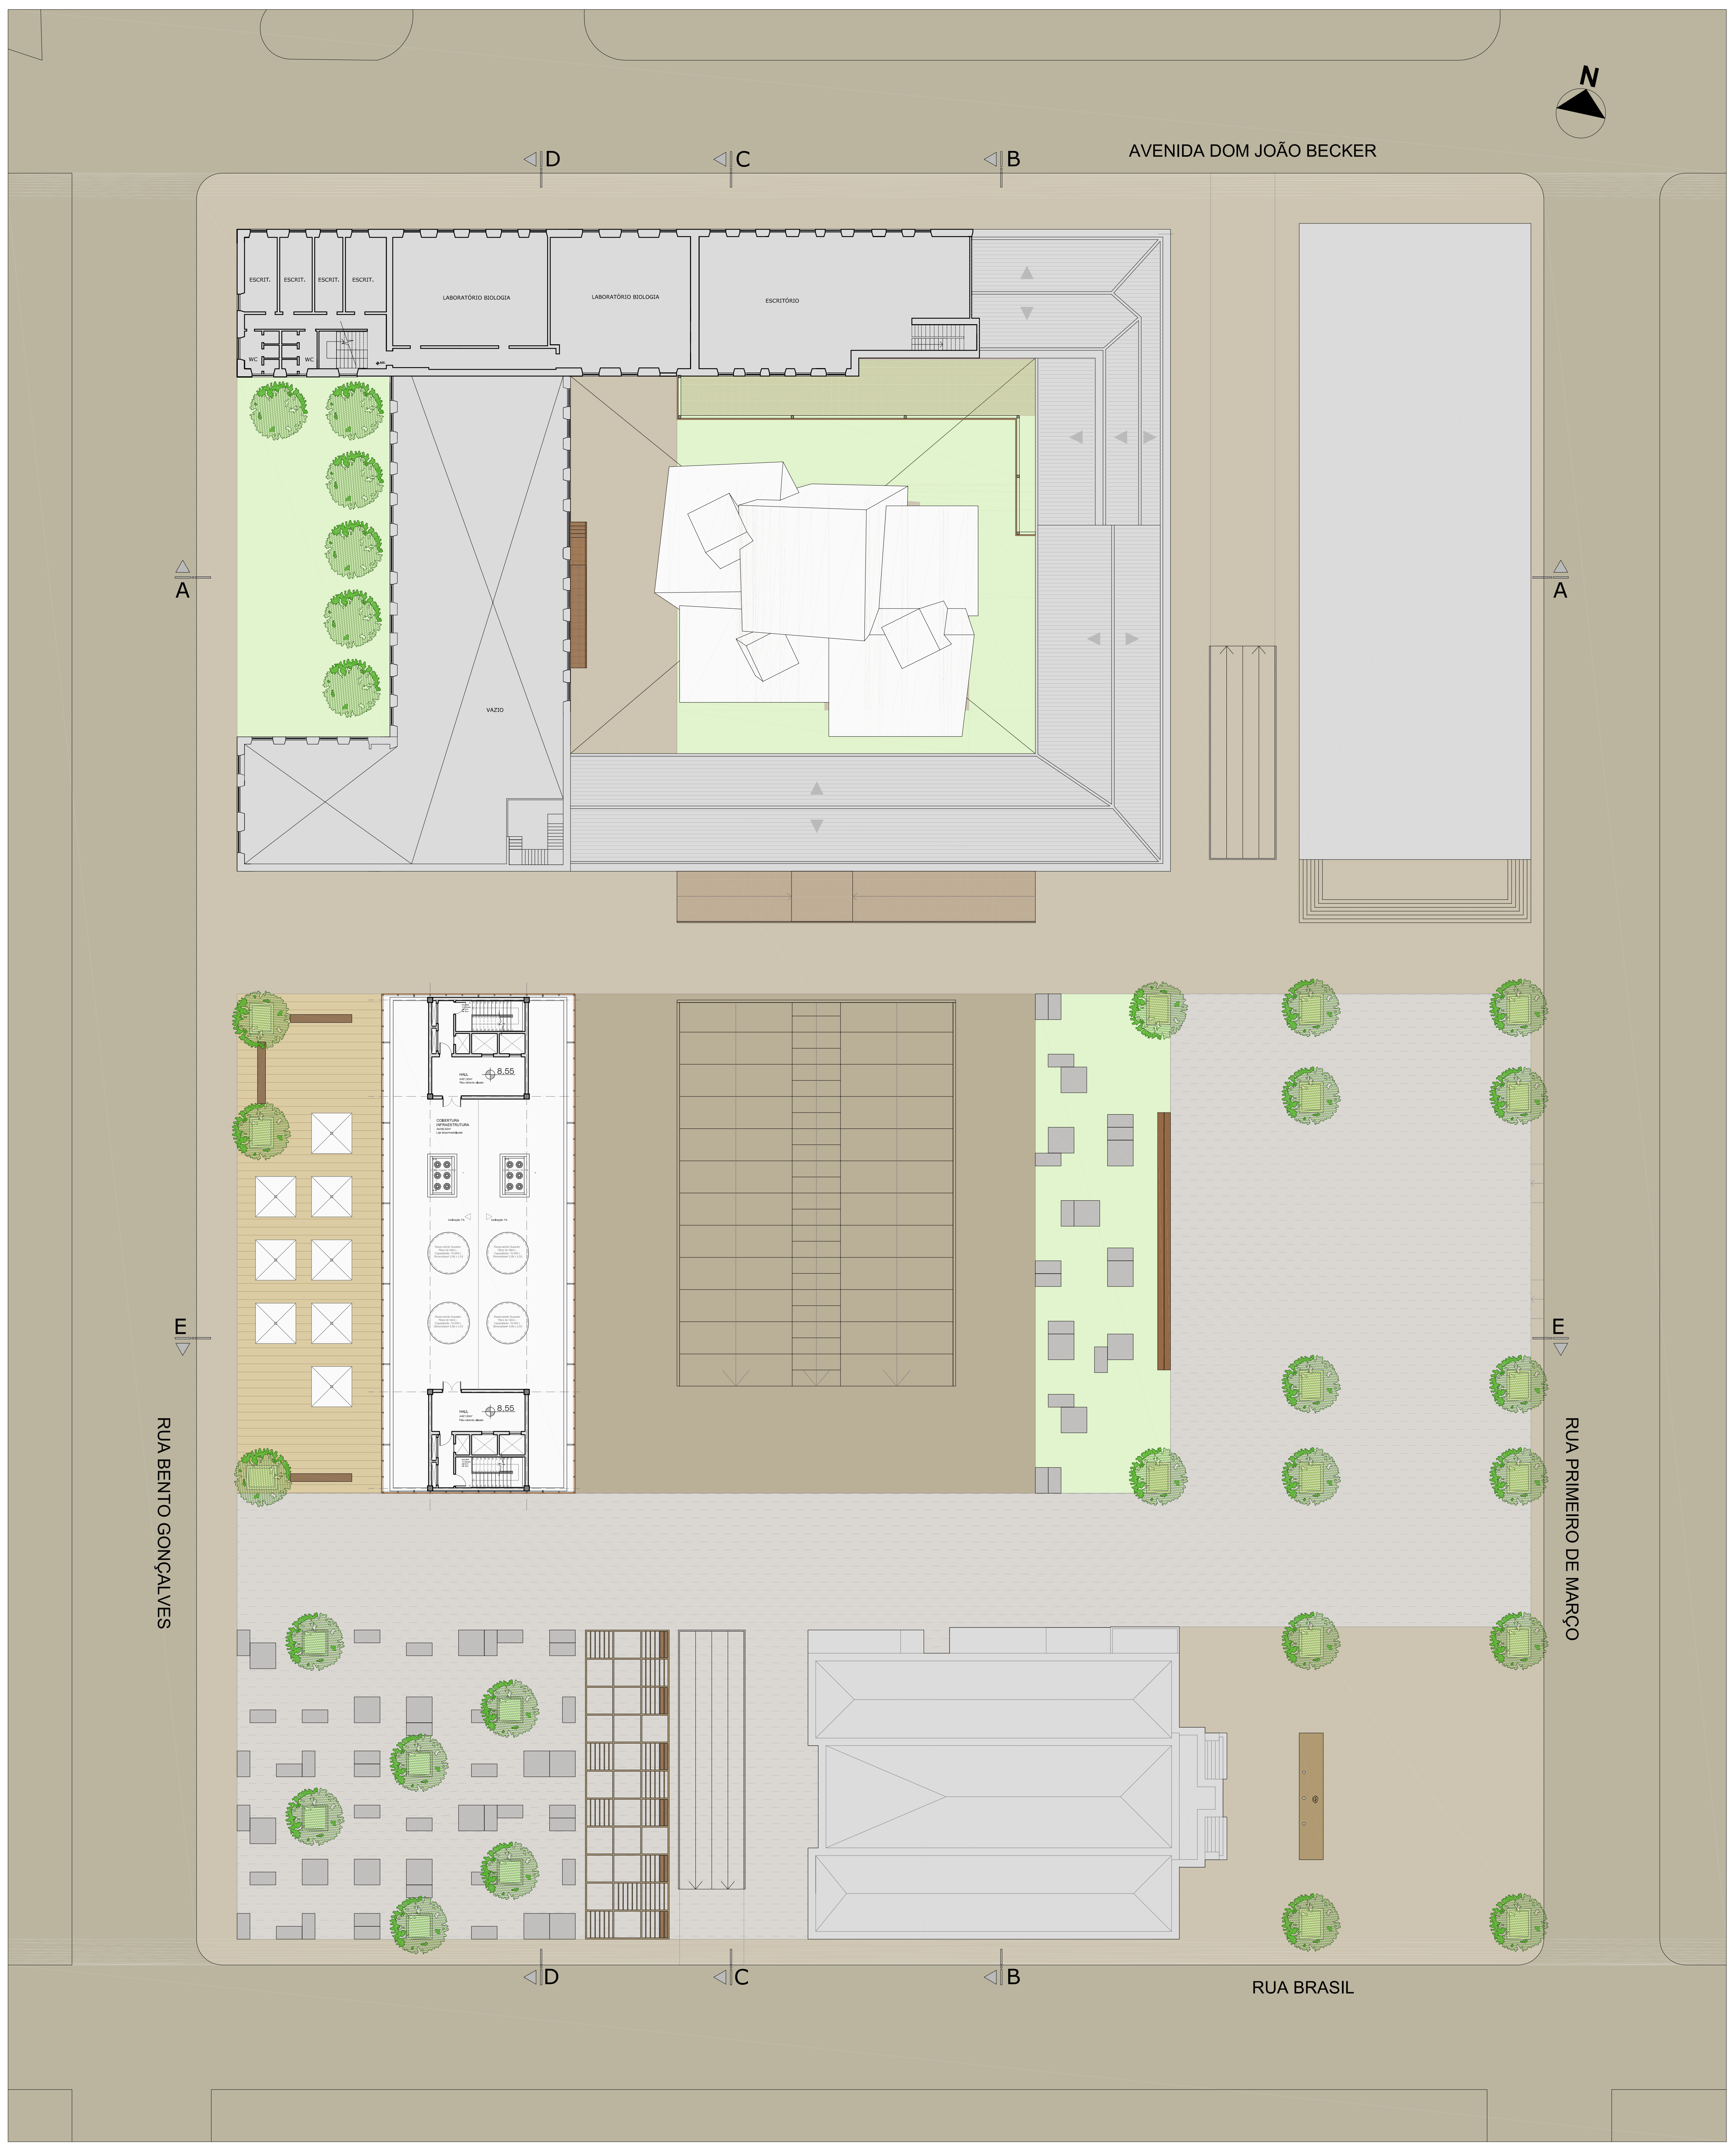 N
AVENIDA DOM JOÃO BECKER
D
C
B
ESCRIT.
ESCRIT.
ESCRIT.
ESCRIT.
LABORATÓRIO BIOLOGIA
LABORATÓRIO BIOLOGIA
ESCRITÓRIO
WC
WC
A
A
VAZIO
HALL
8.55
COBERTURA
INFRAESTRUTURA
E
E
HALL
8.55
RUA BENTO GONÇALVES
RUA PRIMEIRO DE MARÇO
D
C
B
RUA BRASIL